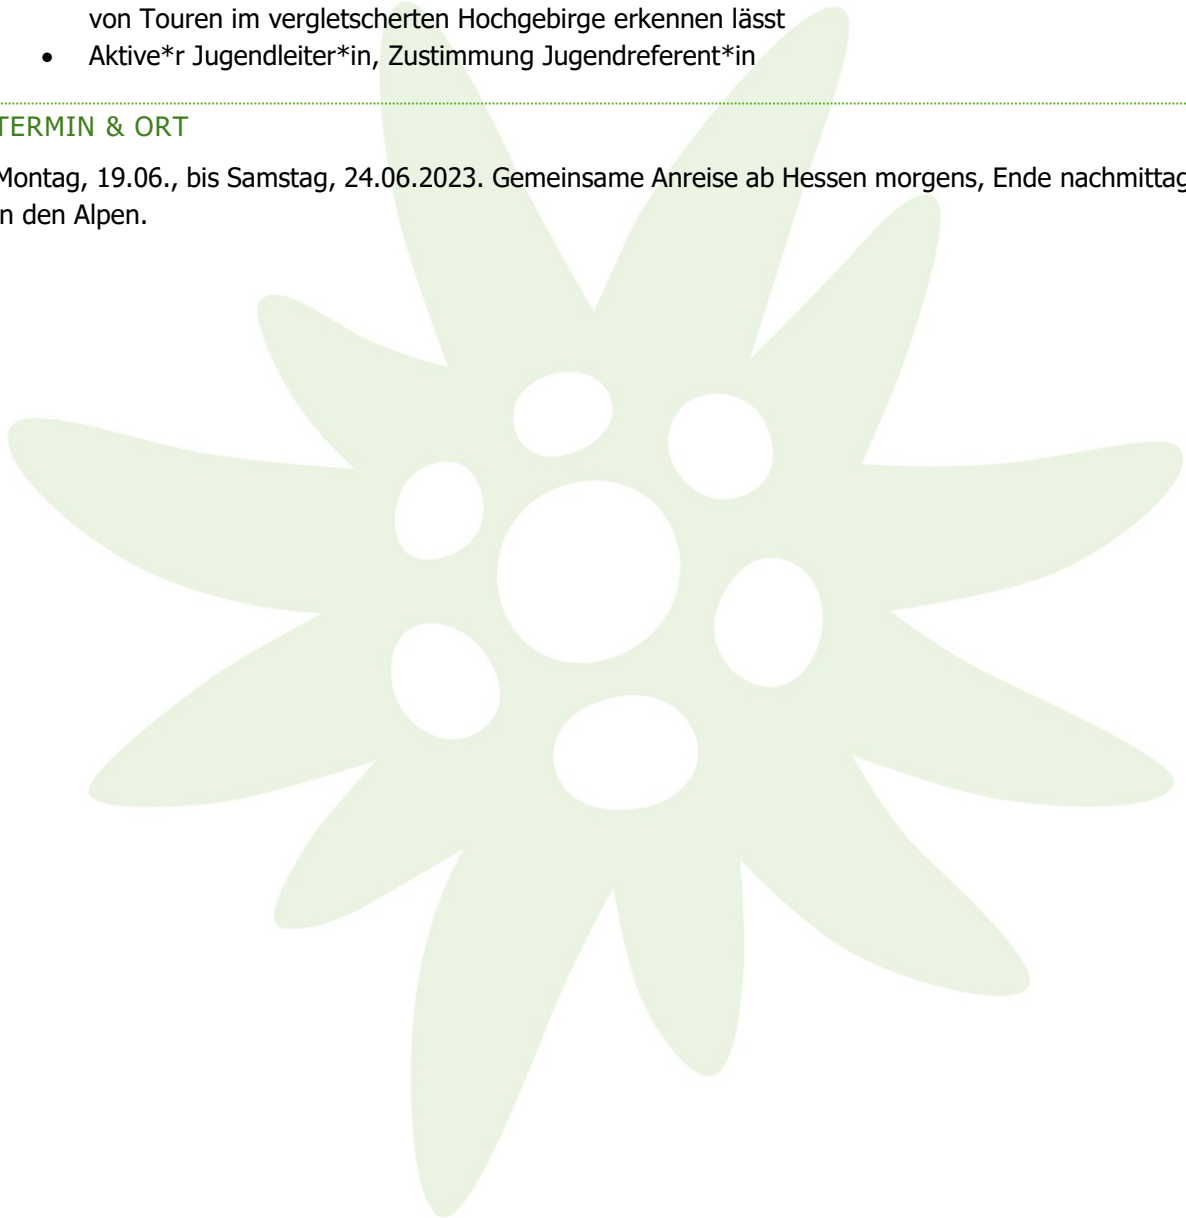 von Touren im vergletscherten Hochgebirge erkennen lässt
• Aktive*r Jugendleiter*in, Zustimmung Jugendreferent*in
TERMIN & ORT
Montag, 19.06., bis Samstag, 24.06.2023. Gemeinsame Anreise ab Hessen morgens, Ende nachmittag
in den Alpen.